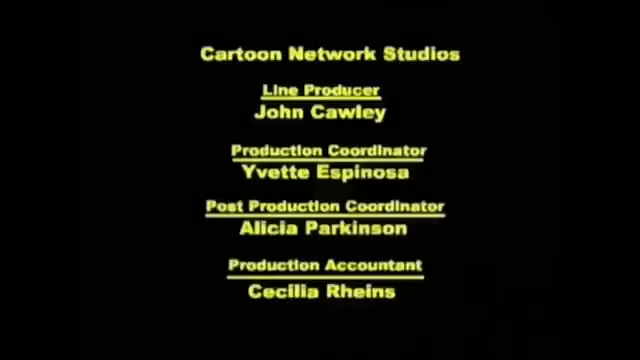 Cartoon Network Studios
Line Producer
John Cawley
Production Coordinator
Yvette Espinosa
Post Production Coordinator
Alicia Parkinson
Production Accountant
Cecilia Rheins